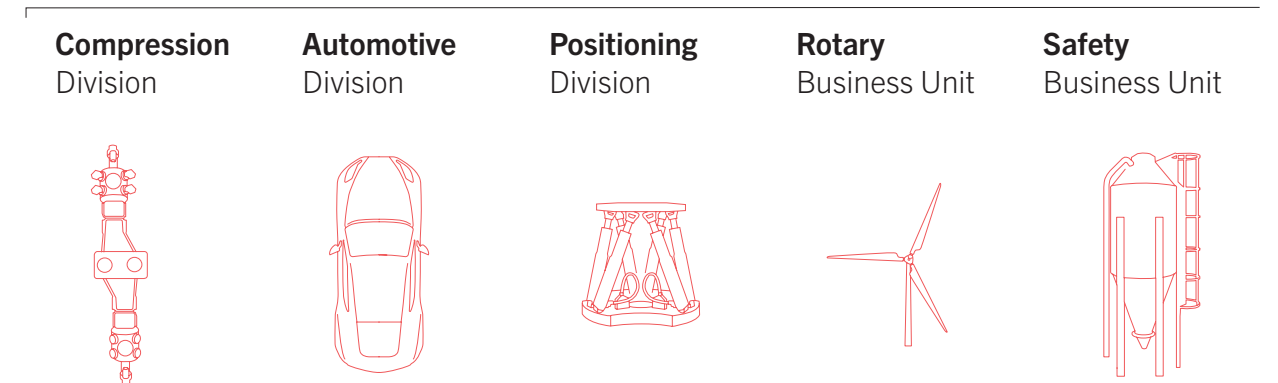 Compression
Division
Automotive
Division
Positioning
Division
Rotary
Business Unit
Safety
Business Unit